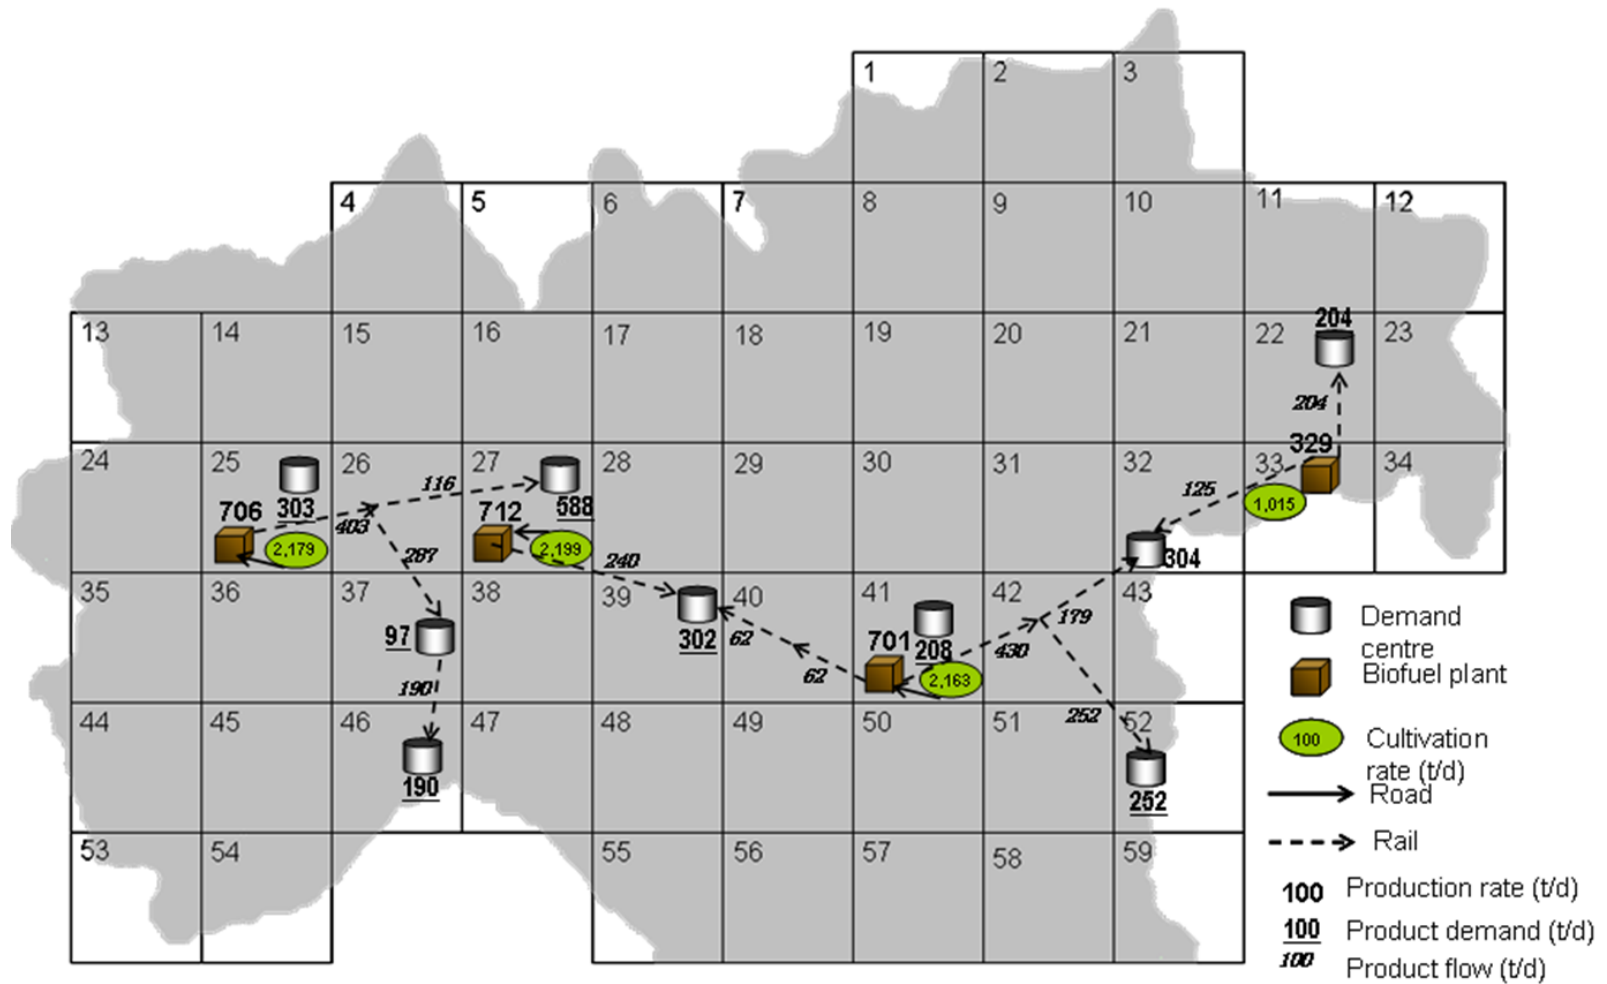 1 2 3
4 5 6 7 8 9 10 11 12
204
13 14 15 16 17 18 19 20 21 22 23
204
329
24 25 26 27 28 29 30 31 32 33 34
116
125
1,015
706 303 712 588
403
2,179 2,199
287 240
304
35 36 37 38 39 40 41 42 43
97 302 62 701 208 430 179
62 2,163
190
252
44 45 46 47 48 49 50 51 52
190 252
53 54 55 56 57 58 59
Demand
centre
Biofuel plant
100 Cultivation
rate (t/d)
Road
Rail
100 Production rate (t/d)
100 Product demand (t/d)
100 Product flow (t/d)